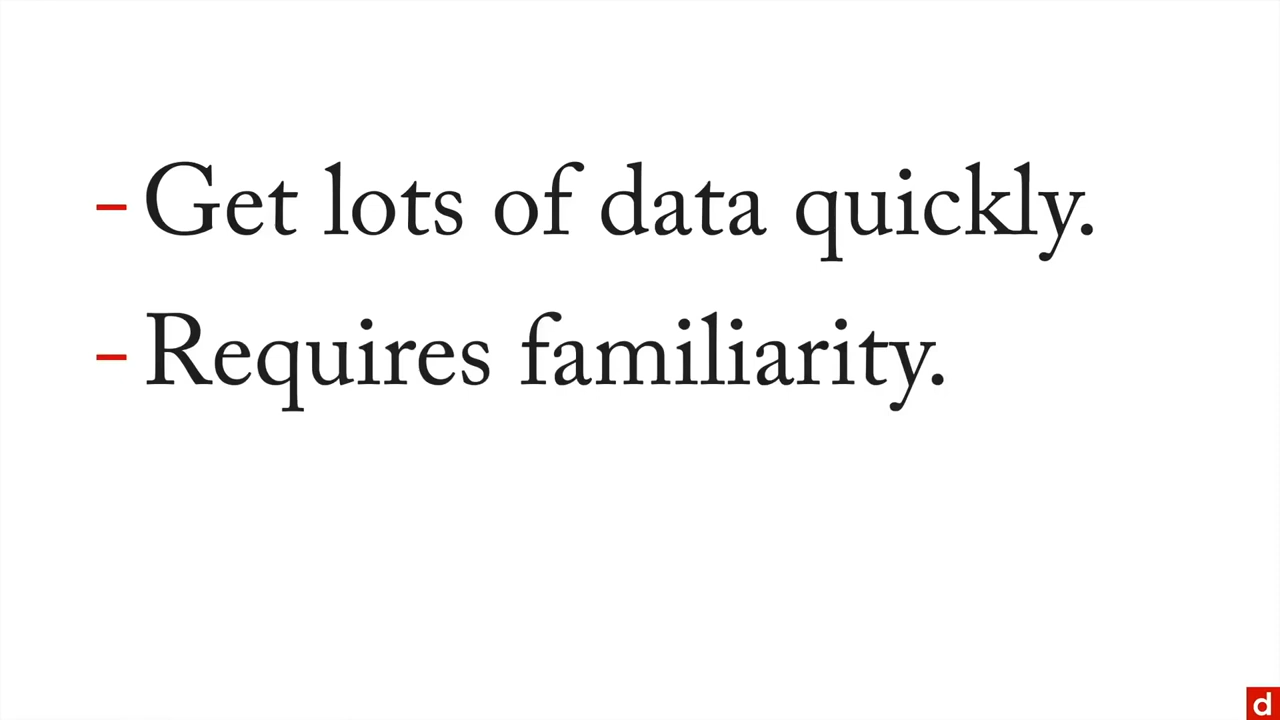 - Get lots of data quickly.
- Requires familiarity.
d